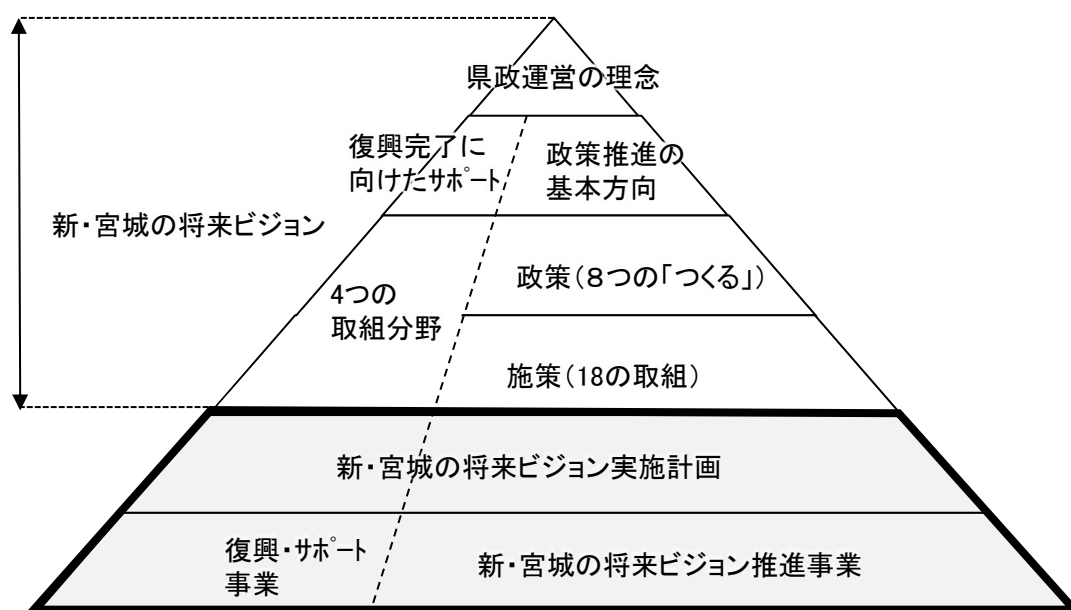 県政運営の理念
復興完了に
向けたサポート
政策推進の
基本方向
新・宮城の将来ビジョン
4つの
取組分野
政策（８つの「つくる」）
施策（18の取組）
新・宮城の将来ビジョン実施計画
復興・サポート
事業
新・宮城の将来ビジョン推進事業